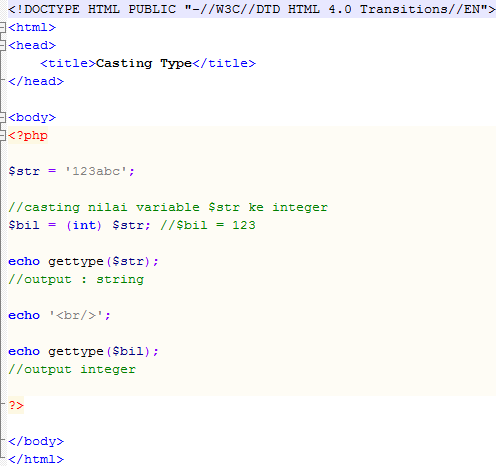 <!DOCTYPE HTML PUBLIC "-//W3C//DTD HTML 4.0 Transitions//EN">
<html>
<head>
    <title>Casting Type</title>
</head>
<body>
<?php
$str = '123abc';
//casting nilai variable $str ke integer
$bil = (int) $str; //$bil = 123
echo gettype($str);
//output : string
echo '<br/>';
echo gettype($bil);
//output integer
?>
</body>
</html>